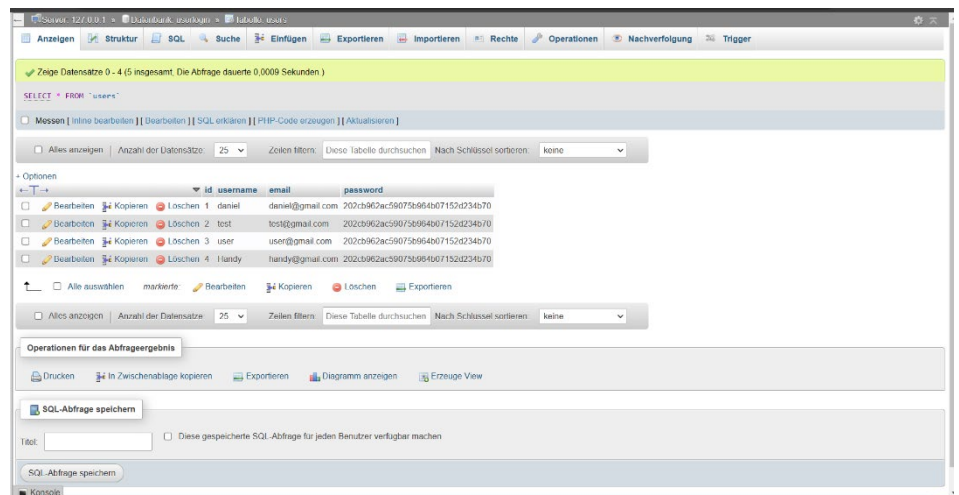 Server: 127.0.0.1 » Datenbank: userlogin » Tabelle: users
Anzeigen Struktur SQL Suche Einfügen Exportieren Importieren Rechte Operationen Nachverfolgung Trigger
Zeige Datensätze 0 - 4 (5 insgesamt, Die Abfrage dauerte 0,0009 Sekunden.)
SELECT * FROM `users`
Messen [ Inline bearbeiten ] [ Bearbeiten ] [ SQL erklären ] [ PHP-Code erzeugen ] [ Aktualisieren ]
Alles anzeigen | Anzahl der Datensätze: 25 Zeilen filtern: Diese Tabelle durchsuchen Nach Schlüssel sortieren: keine
+ Optionen
←T→ id username email password
Bearbeiten Kopieren Löschen 1 daniel daniel@gmail.com 202cb962ac59075b964b07152d234b70
Bearbeiten Kopieren Löschen 2 test test@gmail.com 202cb962ac59075b964b07152d234b70
Bearbeiten Kopieren Löschen 3 user user@gmail.com 202cb962ac59075b964b07152d234b70
Bearbeiten Kopieren Löschen 4 Handy handy@gmail.com 202cb962ac59075b964b07152d234b70
Alle auswählen markierte: Bearbeiten Kopieren Löschen Exportieren
Alles anzeigen | Anzahl der Datensätze: 25 Zeilen filtern: Diese Tabelle durchsuchen Nach Schlüssel sortieren: keine
Operationen für das Abfrageergebnis
Drucken In Zwischenablage kopieren Exportieren Diagramm anzeigen Erzeuge View
SQL-Abfrage speichern
Titel: Diese gespeicherte SQL-Abfrage für jeden Benutzer verfügbar machen
SQL-Abfrage speichern
Konsole